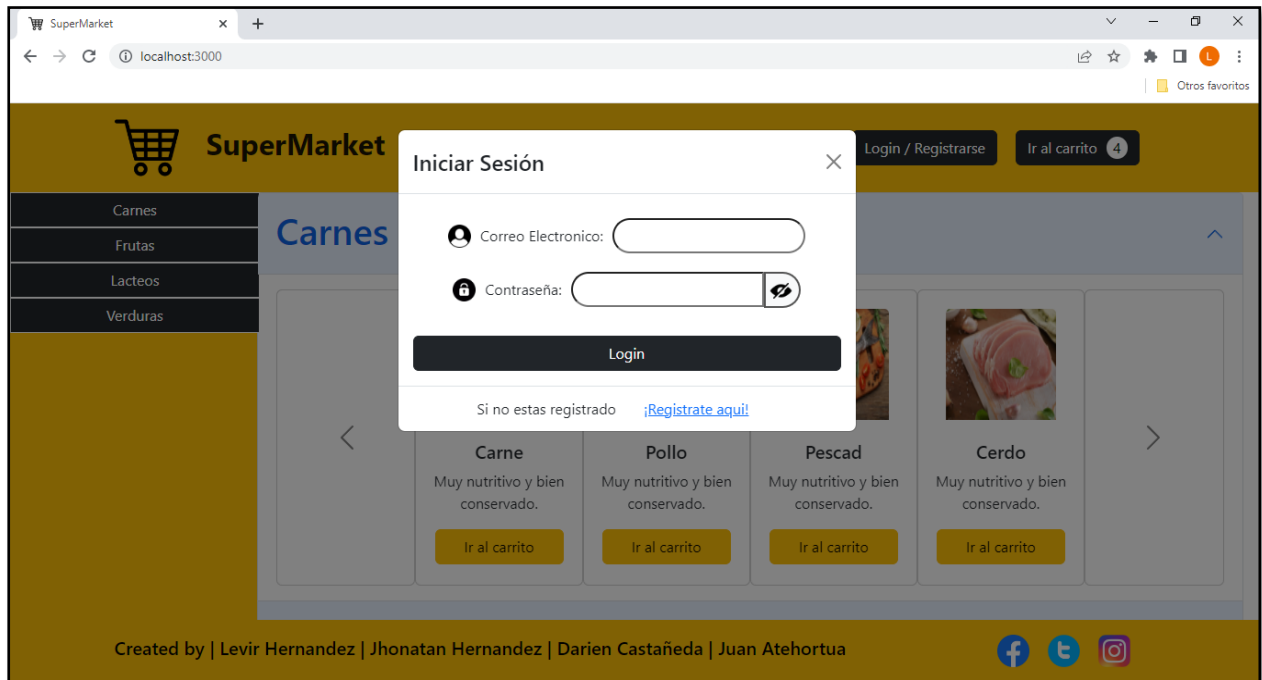 SuperMarket
localhost:3000
L
Otros favoritos
SuperMarket
Login / Registrarse
Ir al carrito 4
Carnes
Frutas
Lacteos
Verduras
Carnes
Iniciar Sesión
Correo Electronico:
Contraseña:
Login
Si no estas registrado ¡Registrate aqui!
Carne Pollo Pescad Cerdo
Muy nutritivo y bien Muy nutritivo y bien Muy nutritivo y bien Muy nutritivo y bien
conservado. conservado. conservado. conservado.
Ir al carrito Ir al carrito Ir al carrito Ir al carrito
Created by | Levir Hernandez | Jhonatan Hernandez | Darien Castañeda | Juan Atehortua